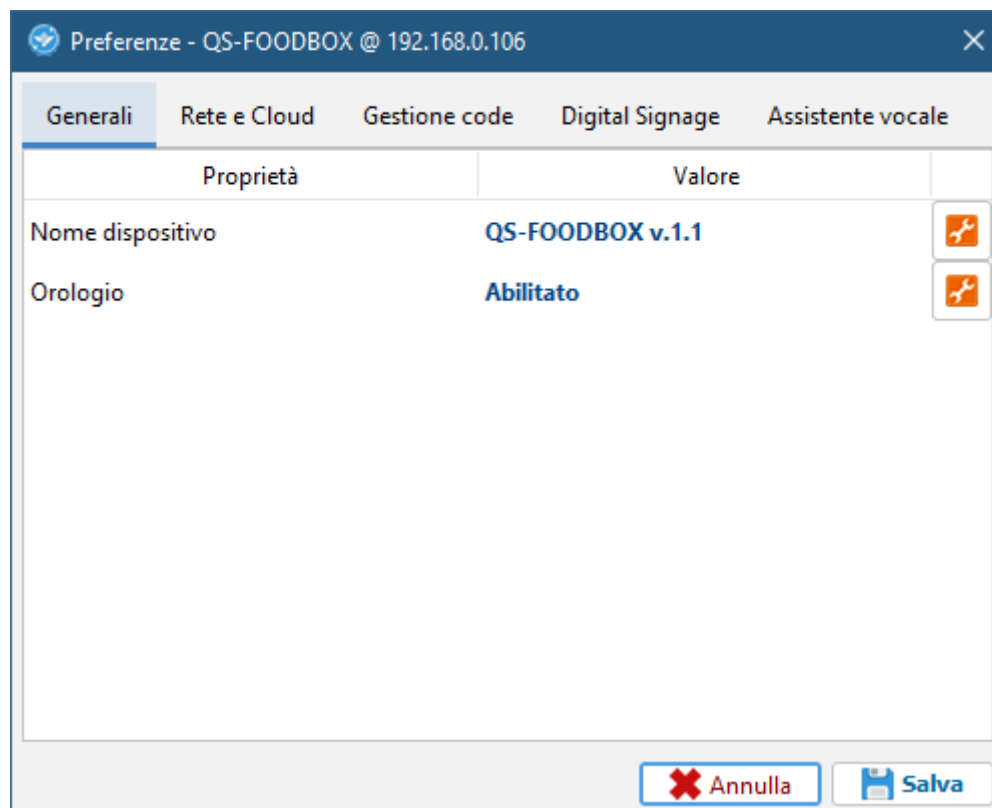 Preferenze - QS-FOODBOX @ 192.168.0.106
Generali Rete e Cloud Gestione code Digital Signage Assistente vocale
Proprietà Valore
Nome dispositivo QS-FOODBOX v.1.1
Orologio Abilitato
Annulla Salva